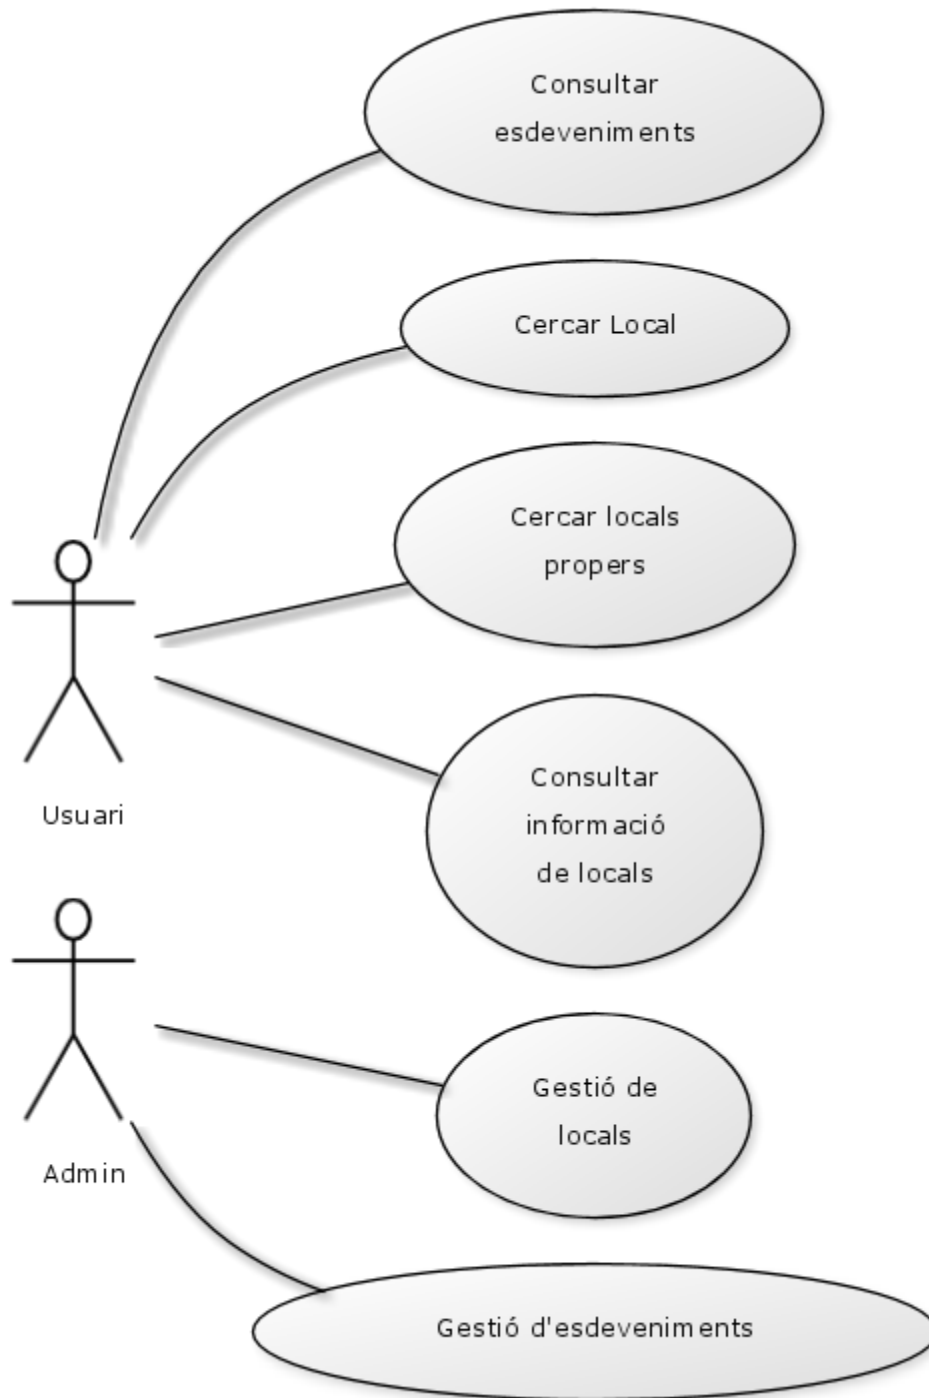 Consultar
esdeveniments
Cercar Local
Cercar locals
propers
Usuari
Consultar
informació
de locals
Admin
Gestió de
locals
Gestió d'esdeveniments